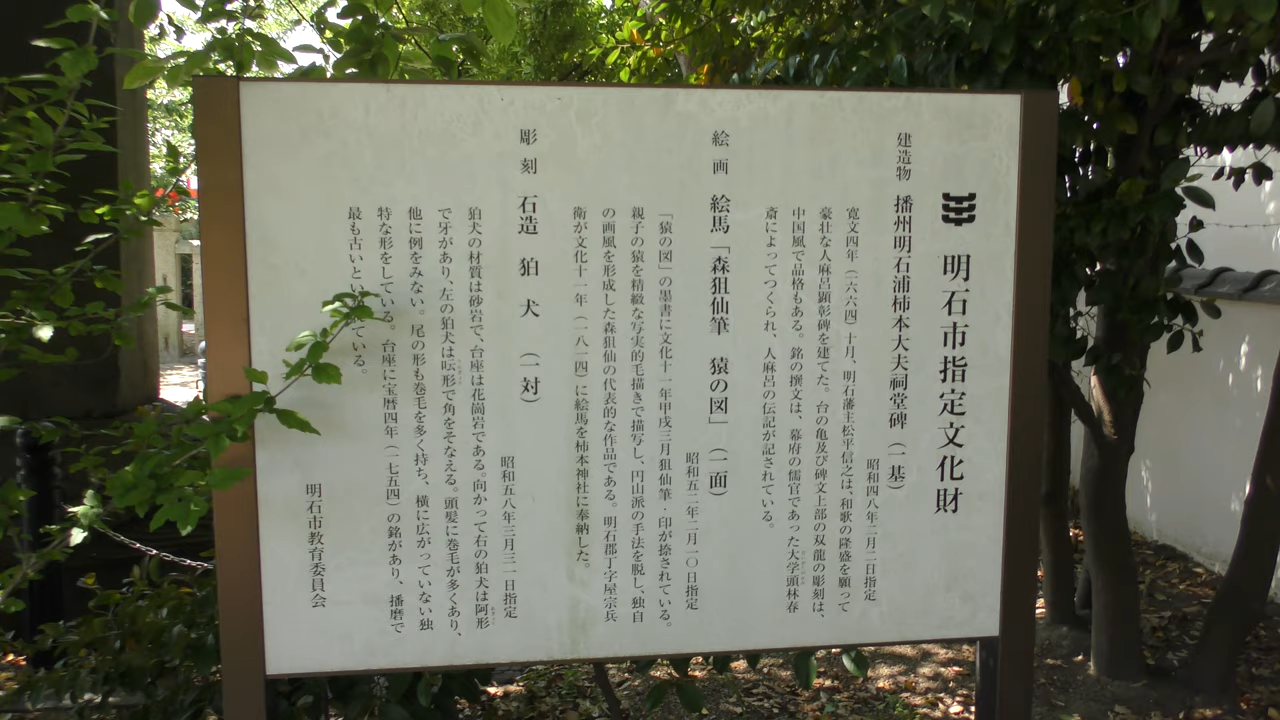 明石市指定文化財
建造物 播州明石浦柿本大夫祠堂碑（一基）
昭和四八年二月二日指定
寛文四年（一六六四）十月、明石藩主松平信之は、和歌の隆盛を願って
豪壮な人麻呂顕彰碑を建てた。台の亀及び碑文上部の双龍の彫刻は、
中国風で品格もある。銘の撰文は、幕府の儒官であった大学頭林春
斎によってつくられ、人麻呂の伝記が記されている。
絵画 絵馬「森狙仙筆 猿の図」（一面）
昭和五二年二月一〇日指定
「猿の図」の墨書に文化十一年甲戌三月狙仙筆・印が捺されている。
親子の猿を精緻な写実的毛描きで描写し、円山派の手法を脱し、独自
の画風を形成した森狙仙の代表的な作品である。明石郡丁字屋宗兵
衛が文化十一年（一八一四）に絵馬を柿本神社に奉納した。
彫刻 石造 狛犬（一対）
昭和五八年三月三一日指定
狛犬の材質は砂岩で、台座は花崗岩である。向かって右の狛犬は阿形
で牙があり、左の狛犬は吽形で角をそなえる。頭髪に巻毛が多くあり、
他に例をみない。尾の形も巻毛を多く持ち、横に広がっていない独
特な形をしている。台座に宝暦四年（一七五四）の銘があり、播磨で
最も古いとい ている。
明石市教育委員会